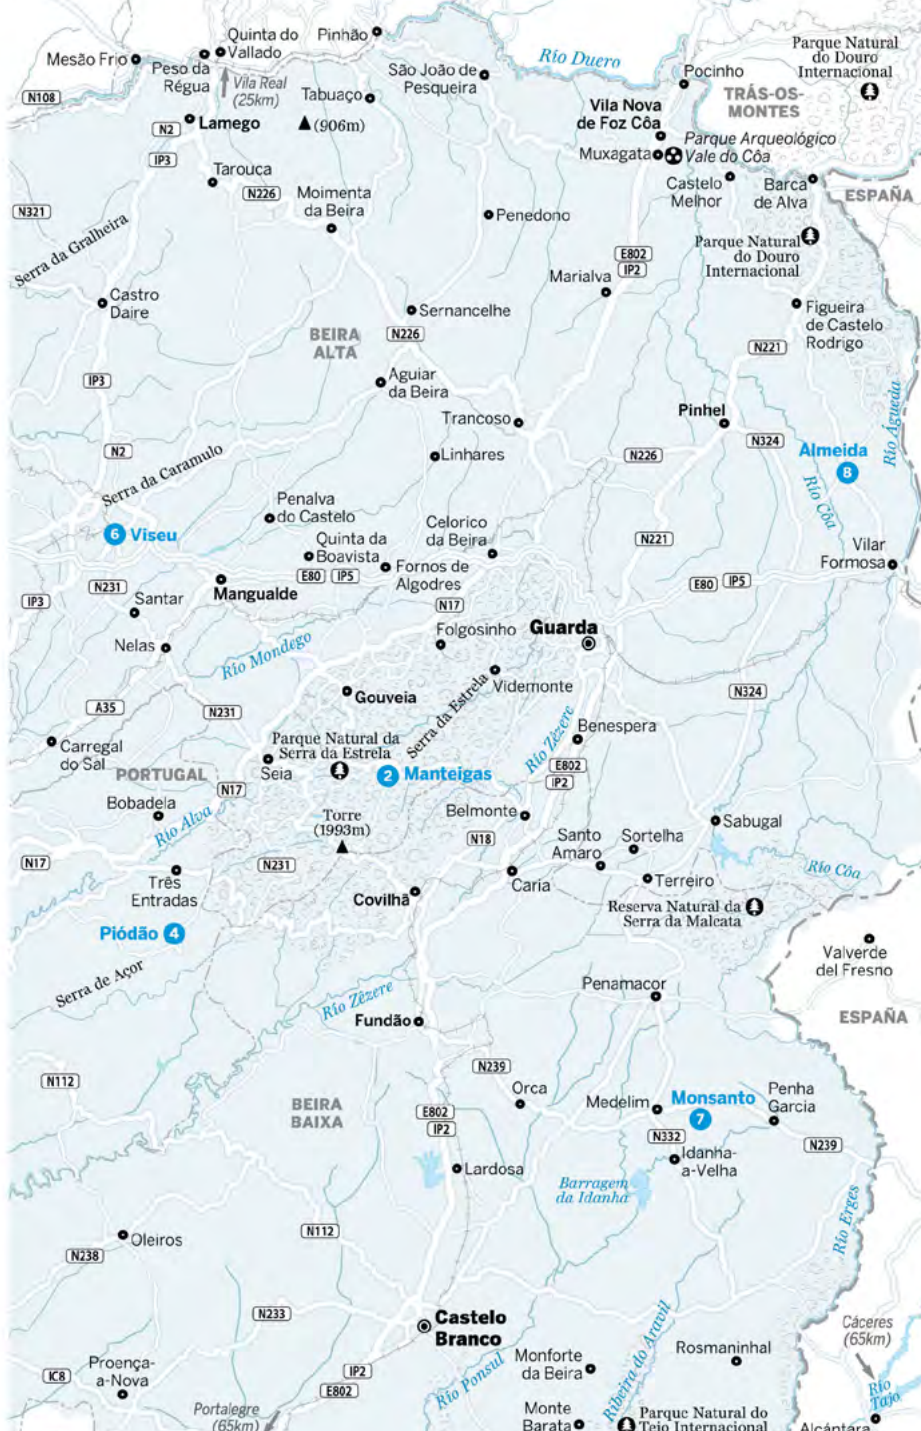 Quinta do
Vallado
Pinhão
Mesão Frio
Peso da
Régua
Vila Real
(25km)
São João de
Pesqueira
Río Duero
Pocinho
Parque Natural
do Douro
Internacional
TRÁS-OS-
MONTES
N108
Tabuaço
(906m)
Vila Nova
de Foz Côa
N2
Lamego
Parque Arqueológico
Vale do Côa
Muxagata
IP3
Tarouca
Castelo
Melhor
Barca
de Alva
ESPAÑA
N226
Moimenta
da Beira
N321
Penedono
Serra da Gralheira
E802
IP2
Parque Natural
do Douro
Internacional
Marialva
Castro
Daire
Sernancelhe
Figueira
de Castelo
Rodrigo
BEIRA
ALTA
N226
N221
IP3
Aguiar
da Beira
Trancoso
Pinhel
Río Águeda
N2
Serra da Caramulo
Linhares
N226
N324
Almeida
8
Río Côa
Penalva
do Castelo
6 Viseu
Celorico
da Beira
Quinta da
Boavista
N221
Vilar
Formosa
Fornos de
Algodres
E80
IP5
N231
Mangualde
E80
IP5
IP3
Santar
N17
Folgosinho
Guarda
Nelas
Río Mondego
Videmonte
Gouveia
Serra da Estrela
N324
A35
N231
Río Zêzere
Benespera
Carregal
do Sal
Parque Natural da
Serra da Estrela
Seia
2 Manteigas
E802
IP2
PORTUGAL
N17
Bobadela
Río Alva
Torre
(1993m)
Belmonte
N18
Santo
Amaro
Sortelha
Sabugal
N17
N231
Três
Entradas
Covilhã
Caria
Terreiro
Río Côa
Reserva Natural da
Serra da Malcata
Piódão 4
Valverde
del Fresno
Serra de Açor
Río Zêzere
Penamacor
Fundão
ESPAÑA
N239
N112
Orca
BEIRA
BAIXA
E802
IP2
Medelim
Monsanto
7
Penha
Garcia
N332
N239
Idanha-
a-Velha
Lardosa
Barragem
da Idanha
Río Erges
Oleiros
N112
N238
N233
Castelo
Branco
Cáceres
(65km)
Proença-
a-Nova
IC8
IP2
E802
Río Ponsul
Monforte
da Beira
Ribeira do Aravil
Rosmaninhal
Río
Tajo
Portalegre
(65km)
Monte
Barata
Parque Natural do
Tejo Internacional
Alcántara